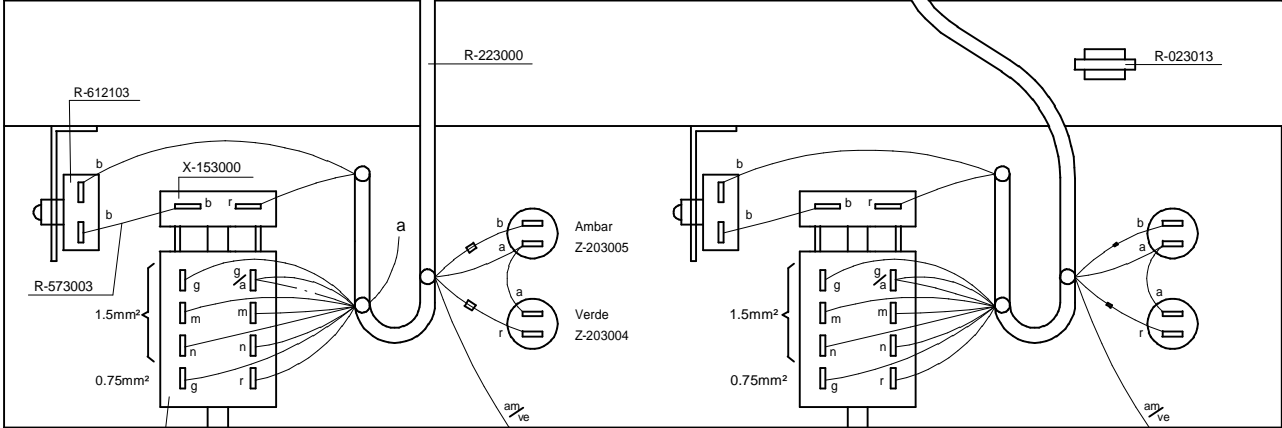 R-223000
R-023013
R-612103
b
X-153000
b
b r
a
R-573003
g g/a
1.5mm²
m m
n n
0.75mm²
g r
b
a
Ambar
Z-203005
a
r
Verde
Z-203004
am/ve
b
b
b r
g g/a
1.5mm²
m m
n n
0.75mm²
g r
b
a
a
r
am/ve